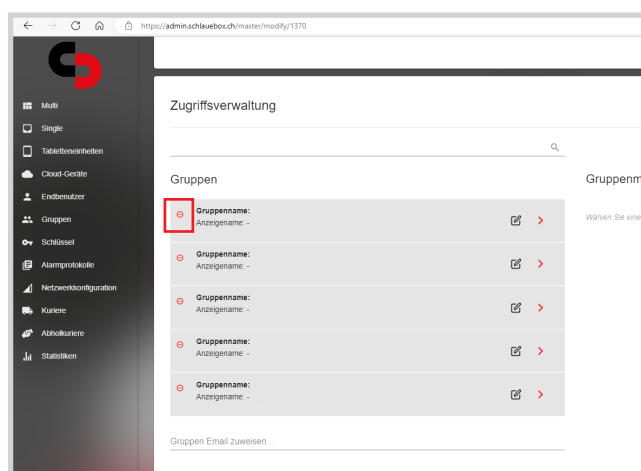 https://admin.schlauebox.ch/master/modify/1370
Multi
Single
Tabletteneinheiten
Cloud-Geräte
Endbenutzer
Gruppen
Schlüssel
Alarmprotokolle
Netzwerkkonfiguration
Kuriere
Abholkuriere
Statistiken
Zugriffsverwaltung
Gruppen
Gruppenname:
Anzeigename: -
Gruppenname:
Anzeigename: -
Gruppenname:
Anzeigename: -
Gruppenname:
Anzeigename: -
Gruppenname:
Anzeigename: -
Gruppen Email zuweisen...
Gruppenm
Wählen Sie eine